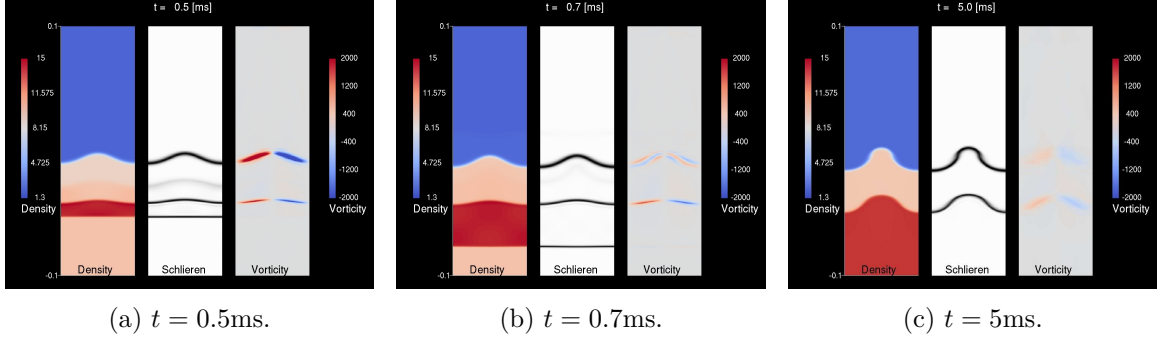 t = 0.5 [ms]
0.1
15
11.575
8.15
4.725
1.3
Density
2000
1200
400
-400
-1200
-2000
Vorticity
-0.1
Density Schlieren Vorticity
t = 0.7 [ms]
0.1
15
11.575
8.15
4.725
1.3
Density
2000
1200
400
-400
-1200
-2000
Vorticity
-0.1
Density Schlieren Vorticity
t = 5.0 [ms]
0.1
15
11.575
8.15
4.725
1.3
Density
2000
1200
400
-400
-1200
-2000
Vorticity
-0.1
Density Schlieren Vorticity
(a) t = 0.5ms.
(b) t = 0.7ms.
(c) t = 5ms.